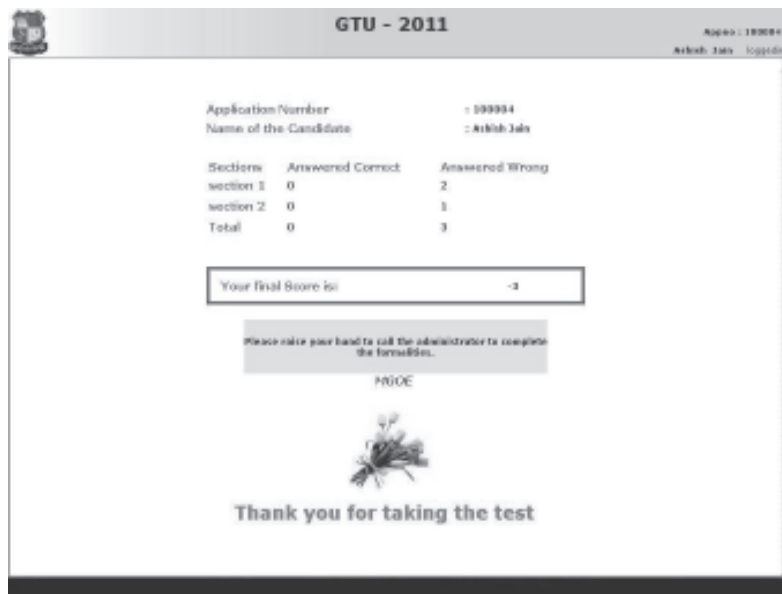 GTU - 2011
Appno : 100004
Ashish Jain loggedin
Application Number : 100004
Name of the Candidate : Ashish Jain
Sections Answered Correct Answered Wrong
section 1 0 2
section 2 0 1
Total 0 3
Your final Score is:
Please raise your hand to call the administrator to complete
the formalities.
Thank you for taking the test